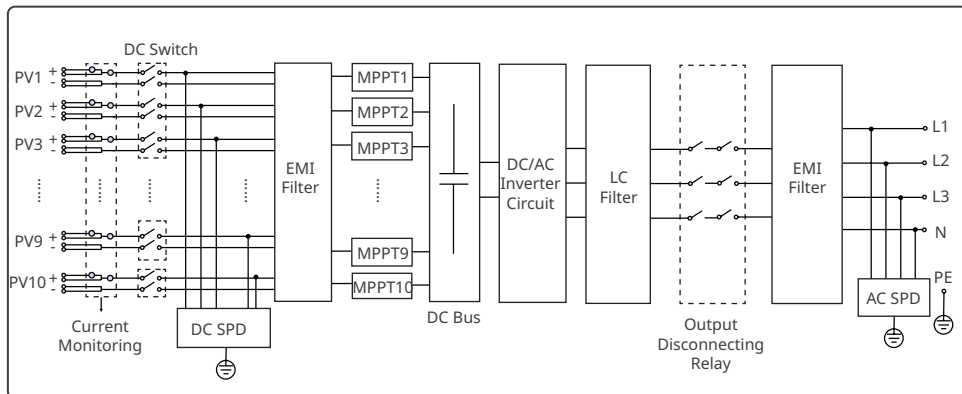 DC Switch
PV1 + -
PV2 + -
PV3 + -
PV9 + -
PV10 + -
Current
Monitoring
DC SPD
EMI
Filter
MPPT1
MPPT2
MPPT3
MPPT9
MPPT10
DC Bus
DC/AC
Inverter
Circuit
LC
Filter
Output
Disconnecting
Relay
EMI
Filter
L1
L2
L3
N
PE
AC SPD